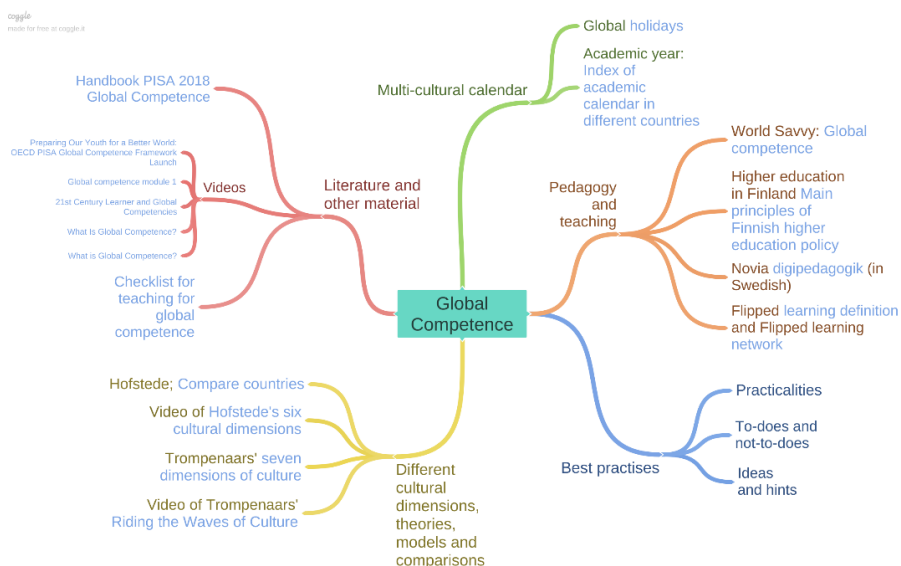 coggle
made for free at coggle.it
Global holidays
Academic year:
Index of
academic
calendar in
different countries
Multi-cultural calendar
Handbook PISA 2018
Global Competence
Preparing Our Youth for a Better World:
OECD PISA Global Competence Framework
Launch
Global competence module 1
21st Century Learner and Global
Competencies
What Is Global Competence?
What is Global Competence?
Videos
Checklist for
teaching for
global
competence
Literature and
other material
World Savvy: Global
competence
Higher education
in Finland Main
principles of
Finnish higher
education policy
Novia digipedagogik (in
Swedish)
Flipped learning definition
and Flipped learning
network
Pedagogy
and
teaching
Global
Competence
Hofstede; Compare countries
Video of Hofstede's six
cultural dimensions
Trompenaars' seven
dimensions of culture
Video of Trompenaars'
Riding the Waves of Culture
Different
cultural
dimensions,
theories,
models and
comparisons
Best practises
Practicalities
To-does and
not-to-does
Ideas
and hints